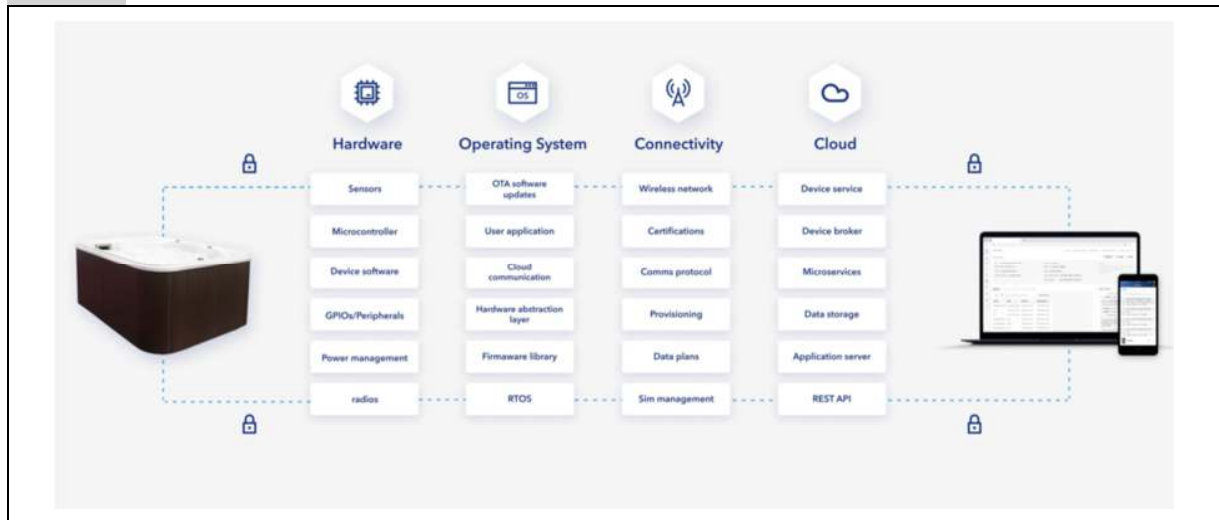 OS
Hardware
Operating System
Connectivity
Cloud
Sensors
OTA software
updates
Wireless network
Device service
Microcontroller
User application
Certifications
Device broker
Device software
Cloud
communication
Comms protocol
Microservices
GPIOs/Peripherals
Hardware abstraction
layer
Provisioning
Data storage
Power management
Firmaware library
Data plans
Application server
radios
RTOS
Sim management
REST API